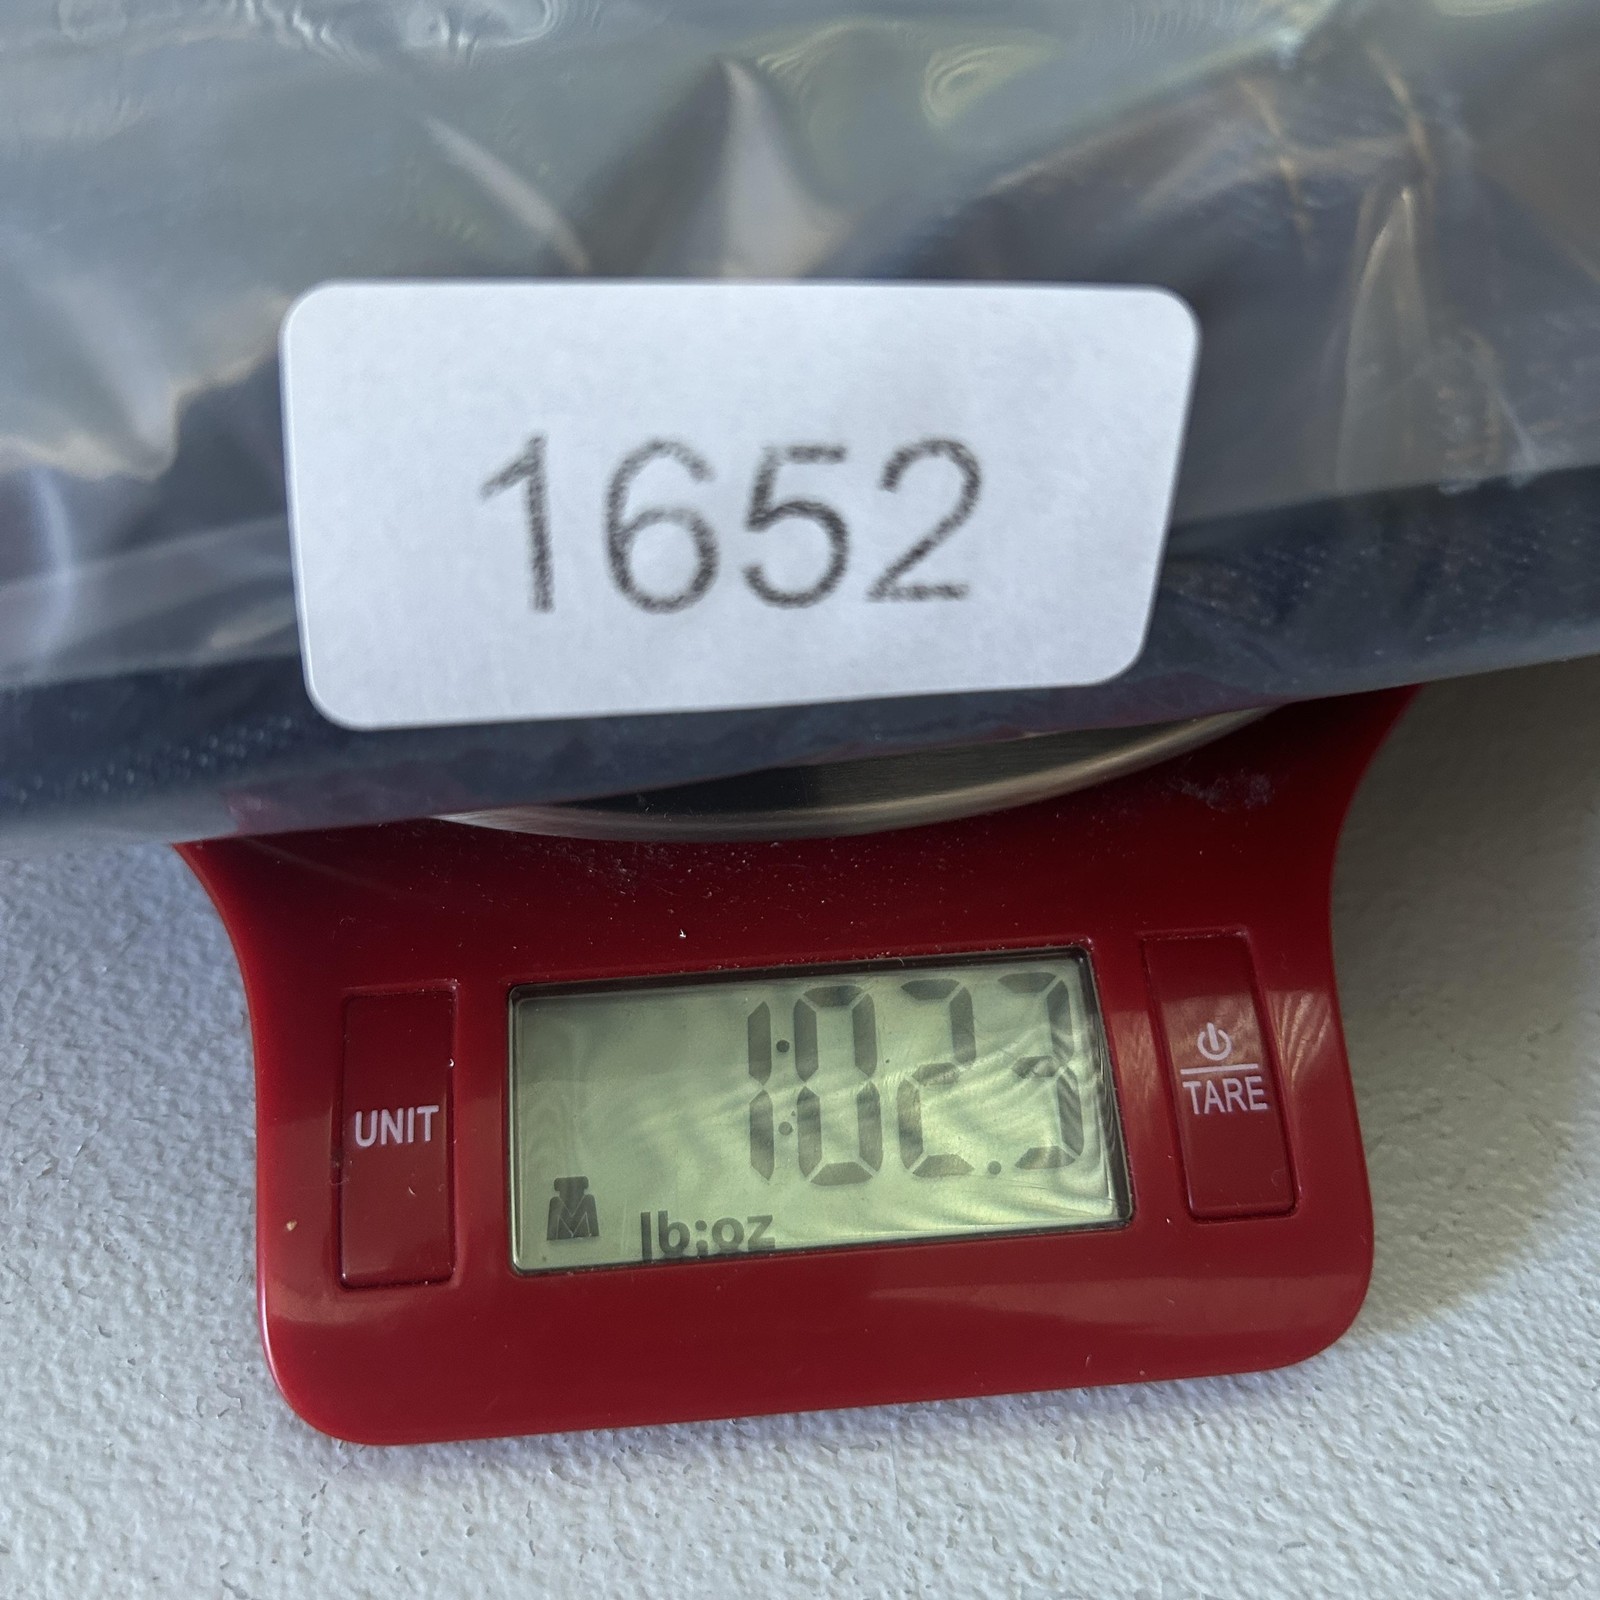 1652
1:02.3
lb:oz
UNIT
TARE